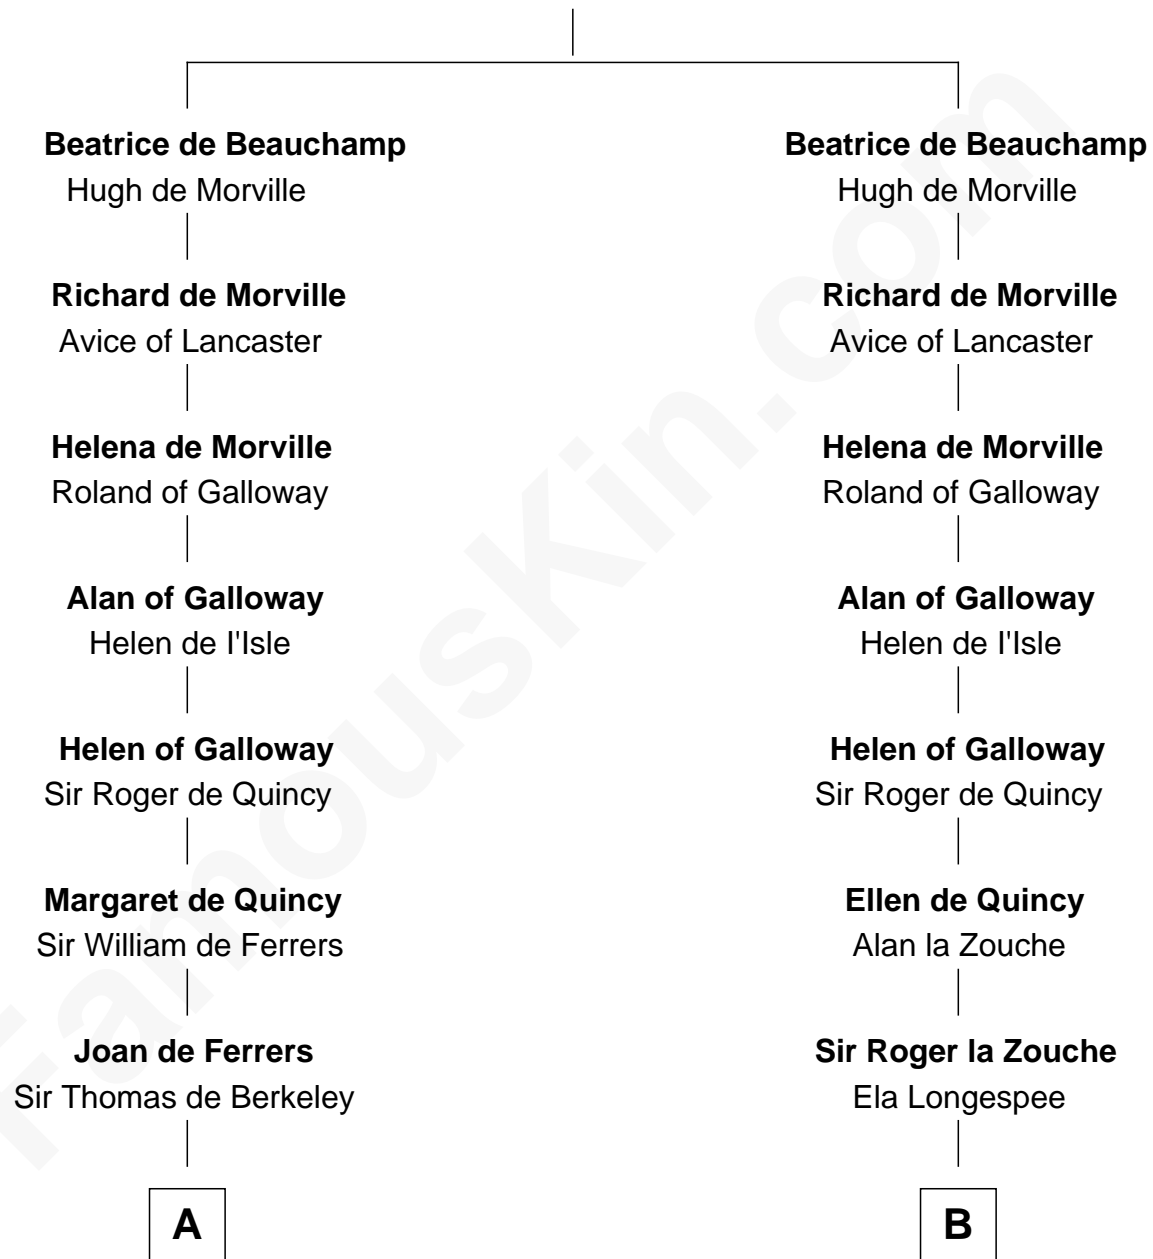 Beatrice de Beauchamp
Hugh de Morville
Richard de Morville
Avice of Lancaster
Helena de Morville
Roland of Galloway
Alan of Galloway
Helen de I'Isle
Helen of Galloway
Sir Roger de Quincy
Margaret de Quincy
Sir William de Ferrers
Joan de Ferrers
Sir Thomas de Berkeley
A
Beatrice de Beauchamp
Hugh de Morville
Richard de Morville
Avice of Lancaster
Helena de Morville
Roland of Galloway
Alan of Galloway
Helen de I'Isle
Helen of Galloway
Sir Roger de Quincy
Ellen de Quincy
Alan la Zouche
Sir Roger la Zouche
Ela Longespee
B
FamousKin.com